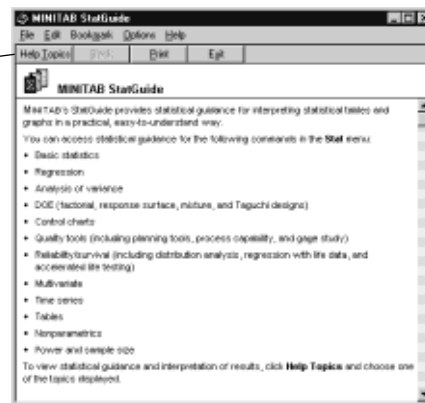 MINITAB StatGuide
File Edit Bookmark Options Help
Help Topics Back Print Exit
MINITAB StatGuide
MINITAB's StatGuide provides statistical guidance for interpreting statistical tables and
graphs in a practical, easy-to-understand way.
You can access statistical guidance for the following commands in the Stat menu:
• Basic statistics
• Regression
• Analysis of variance
• DOE (factorial, response surface, mixture, and Taguchi designs)
• Control charts
• Quality tools (including planning tools, process capability, and gage study)
• Reliability/survival (including distribution analysis, regression with life data, and
accelerated life testing)
• Multivariate
• Time series
• Tables
• Nonparametrics
• Power and sample size
To view statistical guidance and interpretation of results, click Help Topics and choose one
of the topics displayed.